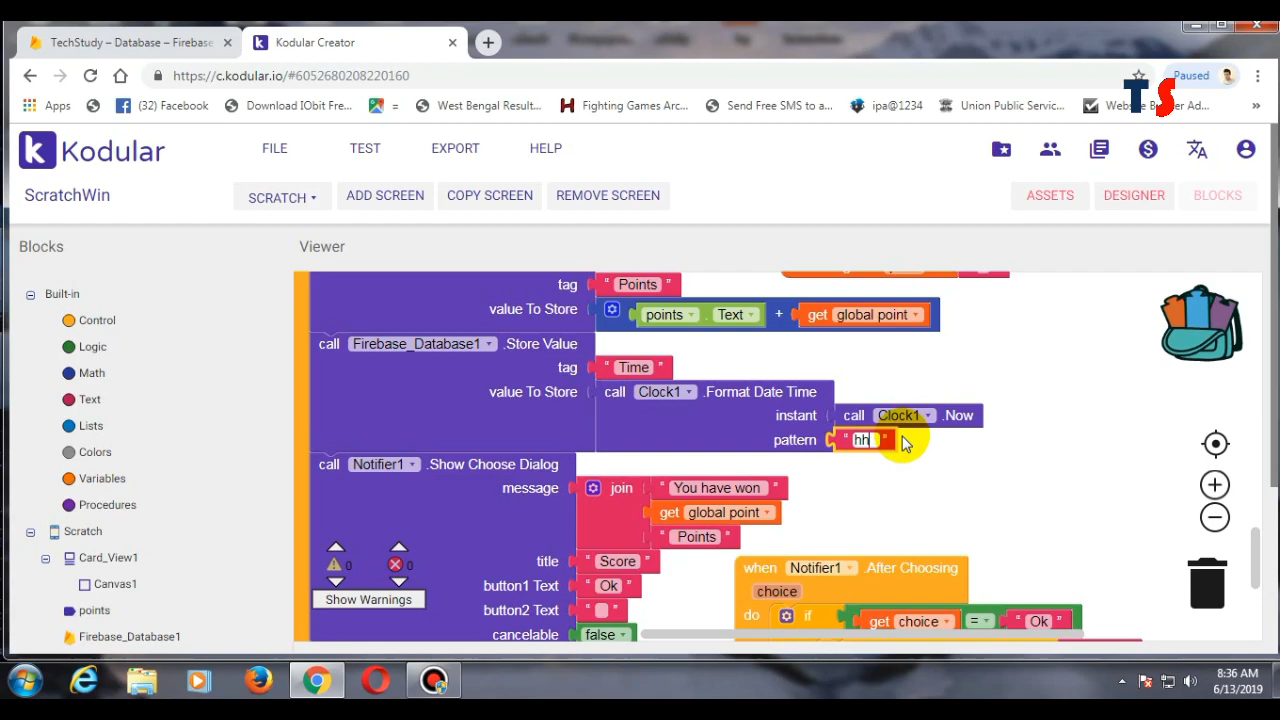 TechStudy – Database – Firebase
Kodular Creator
https://c.kodular.io/#6052680208220160
Paused
Apps
(32) Facebook
Download IObit Fre...
=
West Bengal Result...
Fighting Games Arc...
Send Free SMS to a...
ipa@1234
Union Public Servic...
TS
Kodular
FILE
TEST
EXPORT
HELP
ScratchWin
SCRATCH
ADD SCREEN
COPY SCREEN
REMOVE SCREEN
ASSETS
DESIGNER
BLOCKS
Blocks
Viewer
Built-in
Control
Logic
Math
Text
Lists
Colors
Variables
Procedures
Scratch
Card_View1
Canvas1
points
Firebase_Database1
tag " Points "
value To Store points . Text + get global point
call Firebase_Database1 .Store Value
tag " Time "
value To Store call Clock1 .Format Date Time
instant call Clock1 .Now
pattern " hh "
call Notifier1 .Show Choose Dialog
message join " You have won "
get global point
" Points "
title " Score "
button1 Text " Ok "
button2 Text " "
cancelable false
when Notifier1 .After Choosing
choice
do if get choice = " Ok "
0 0
Show Warnings
8:36 AM
6/13/2019